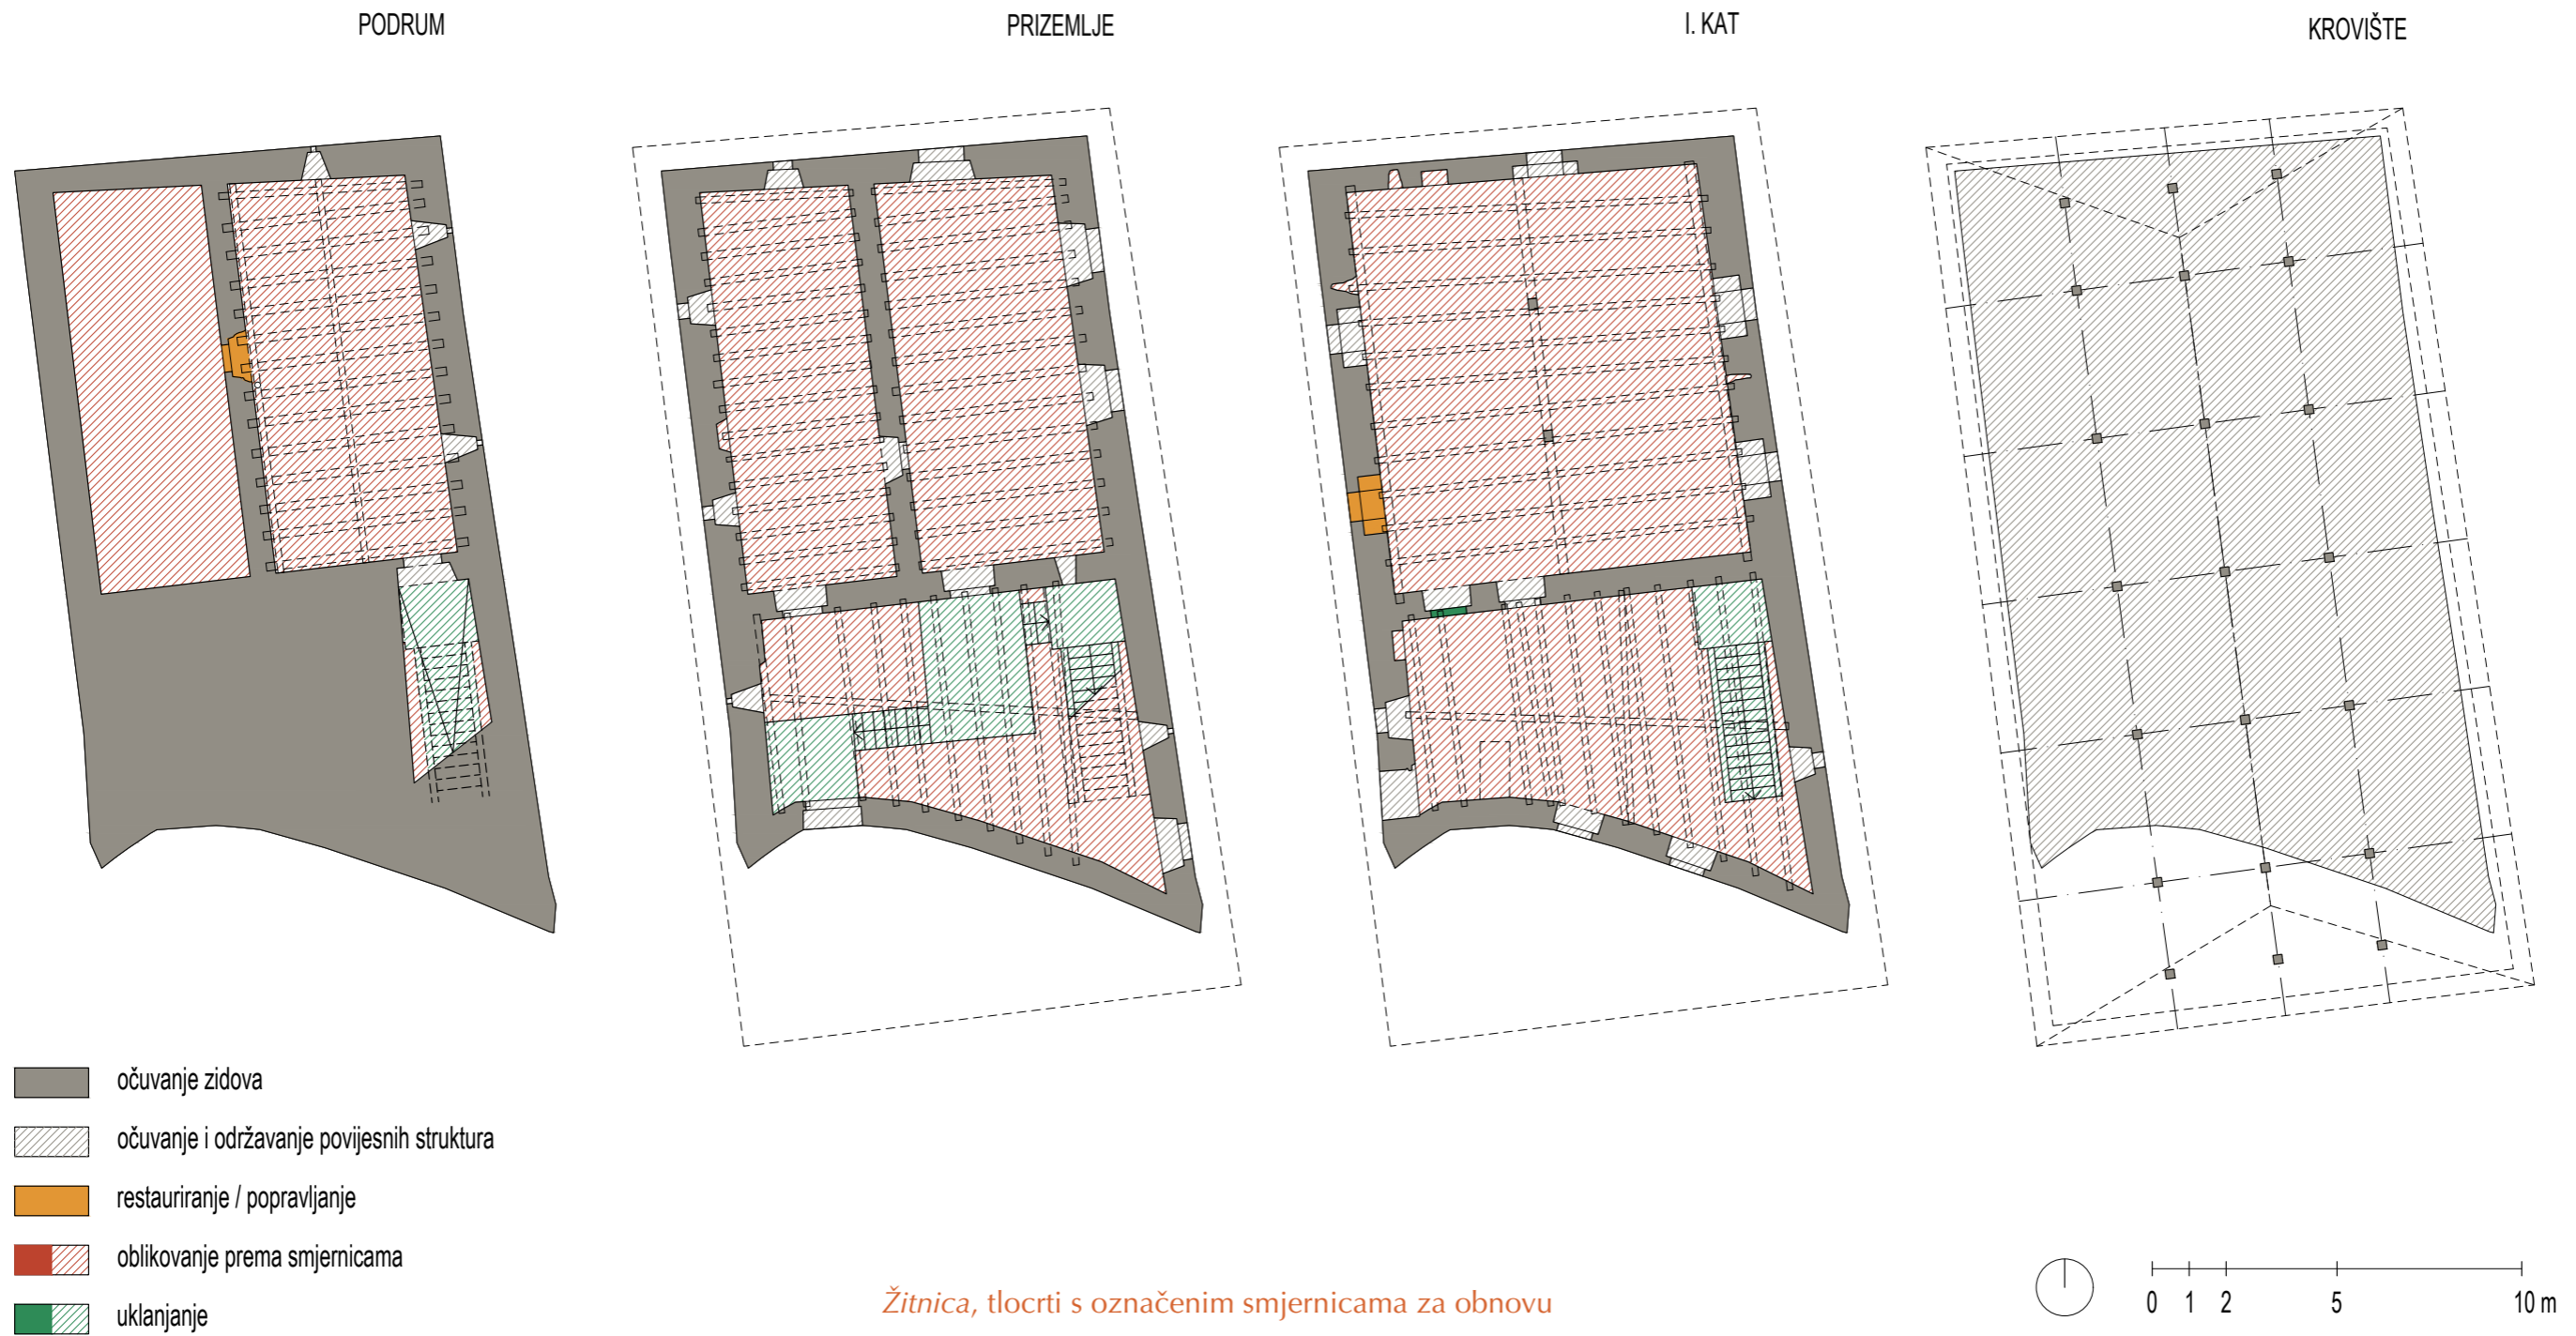 PODRUM
PRIZEMLJE
I. KAT
KROVIŠTE
očuvanje zidova
očuvanje i održavanje povijesnih struktura
restauriranje / popravljanje
oblikovanje prema smjernicama
uklanjanje
Žitnica, tlocrti s označenim smjernicama za obnovu
0 1 2 5 10 m